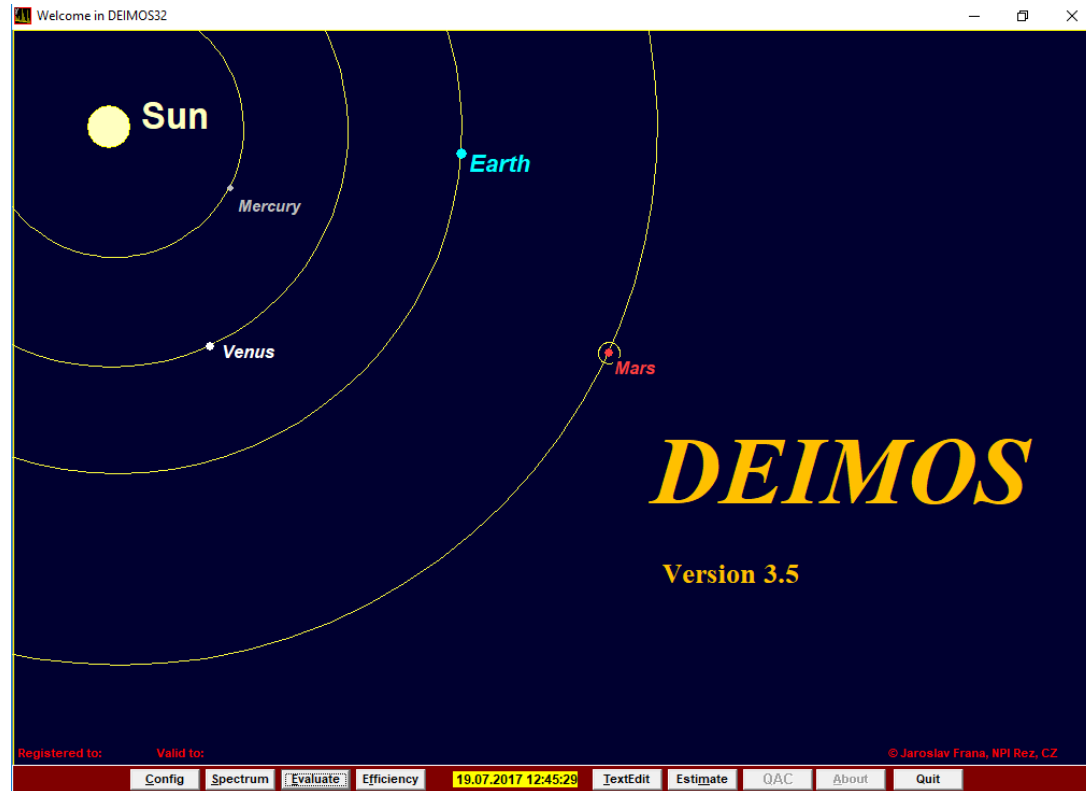 Welcome in DEIMOS32
Sun
Earth
Mercury
Venus
Mars
DEIMOS
Version 3.5
Registered to: Valid to: © Jaroslav Frana, NPI Rez, CZ
Config Spectrum Evaluate Efficiency 19.07.2017 12:45:29 TextEdit Estimate QAC About Quit